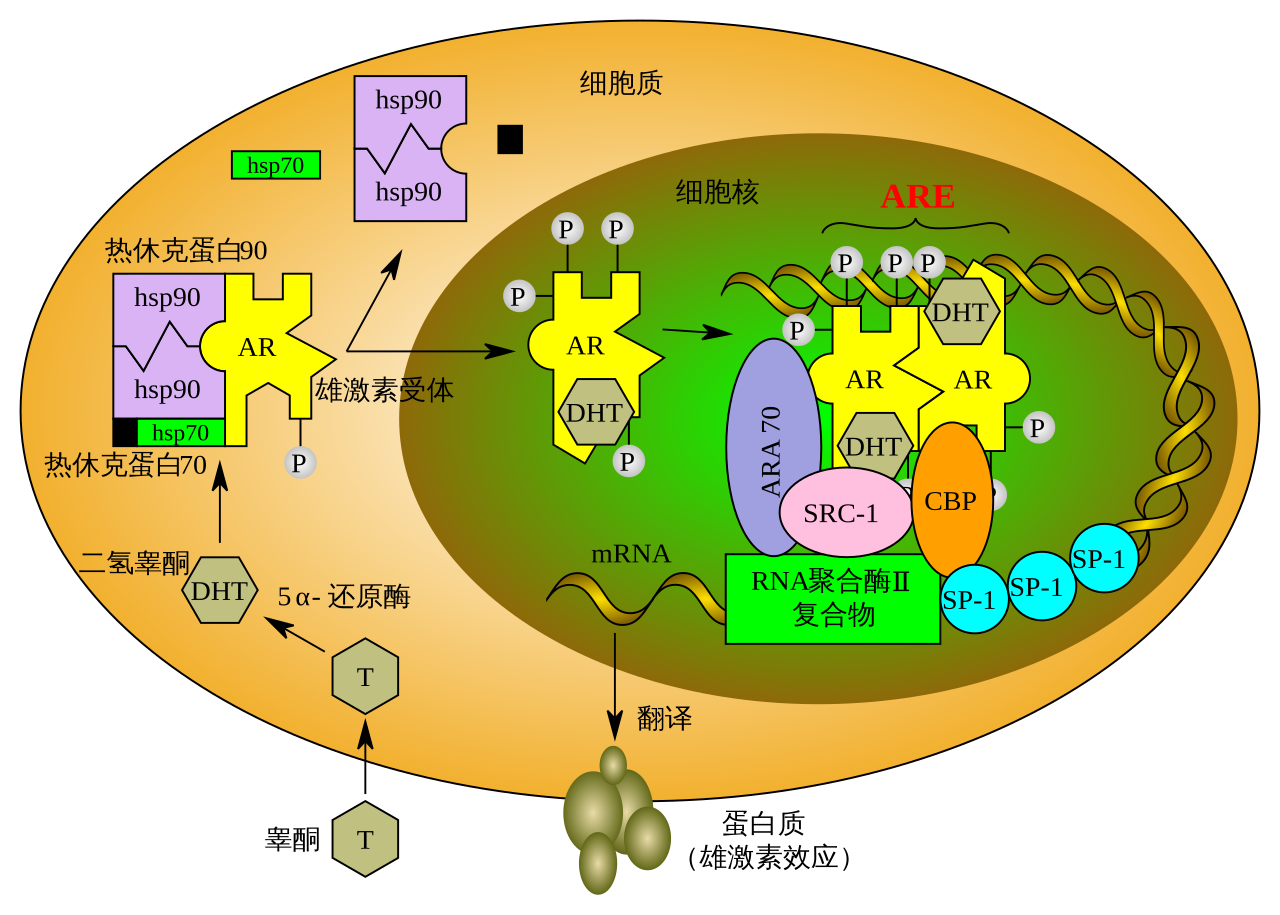 细胞质
hsp90
hsp90
hsp70
细胞核
ARE
热休克蛋白90
hsp90
hsp90
hsp70
AR
P
热休克蛋白70
雄激素受体
P
P
P
AR
DHT
P
P
P
P
P
DHT
AR
AR
DHT
P
ARA 70
SRC-1
CBP
mRNA
RNA聚合酶Ⅱ
复合物
SP-1
SP-1
SP-1
二氢睾酮
DHT
5α- 还原酶
T
翻译
睾酮
T
蛋白质
（雄激素效应）